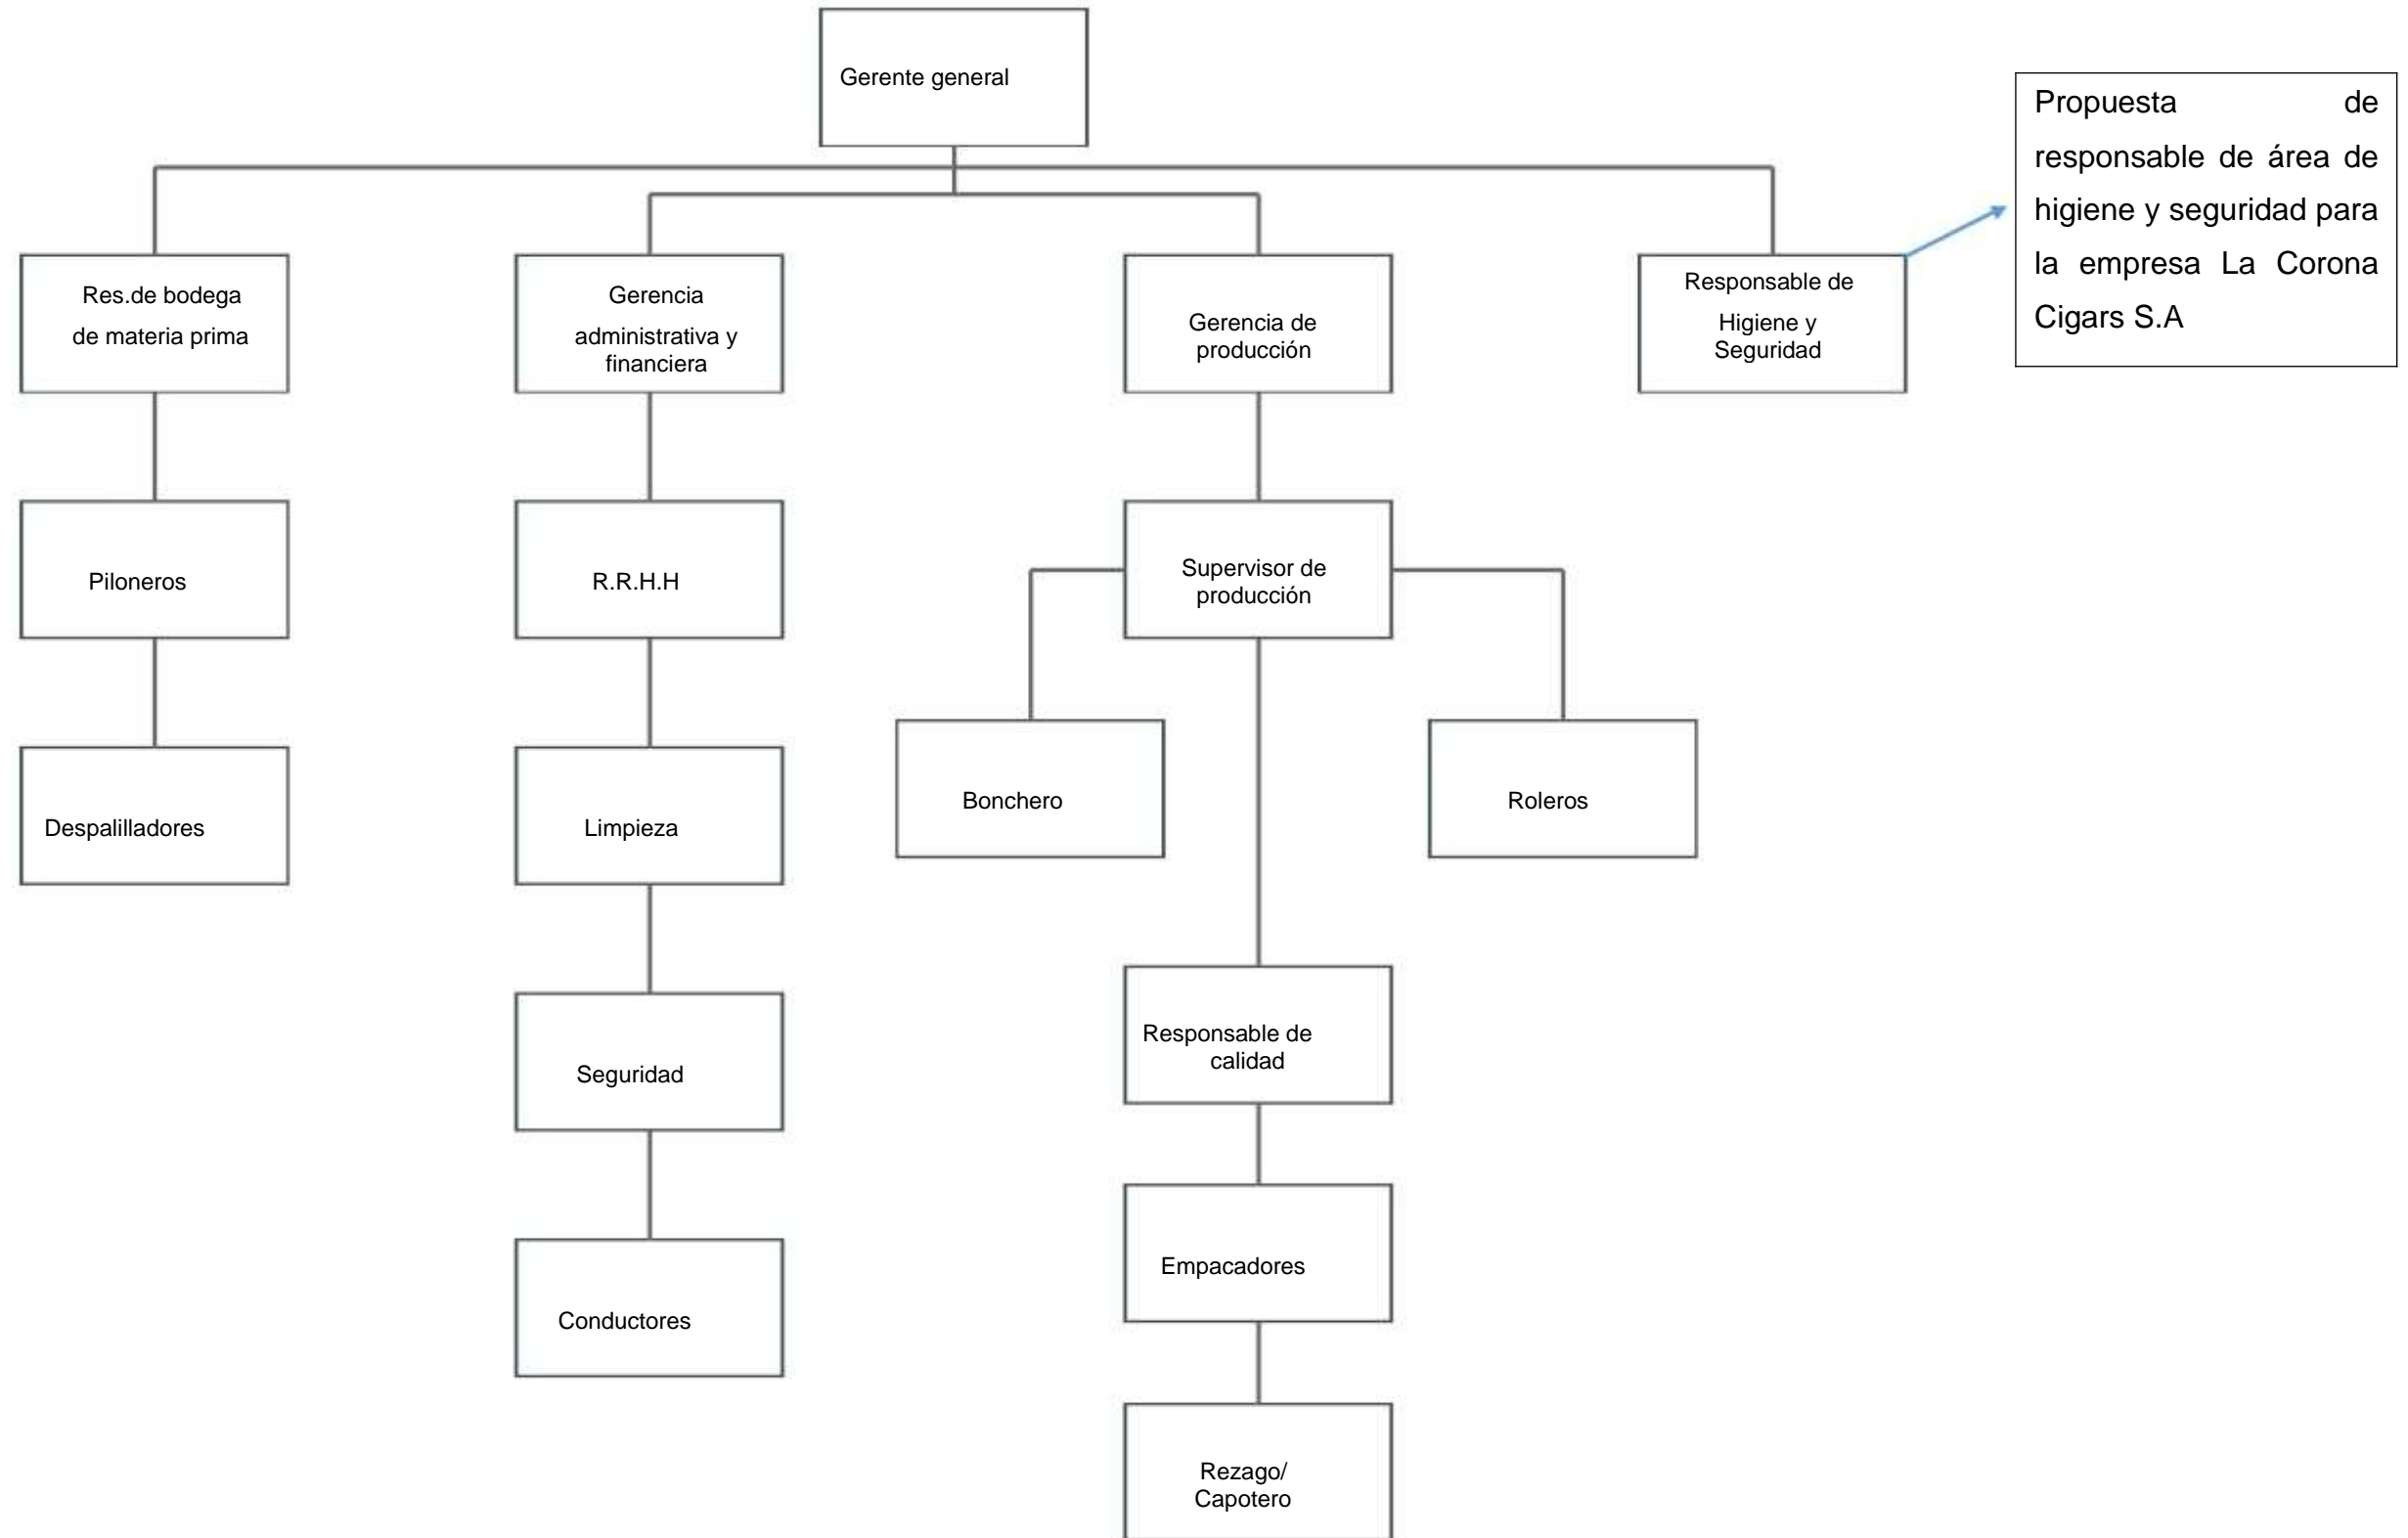 Gerente general
Propuesta de
responsable de área de
higiene y seguridad para
la empresa La Corona
Cigars S.A
Res.de bodega
de materia prima
Gerencia
administrativa y
financiera
Gerencia de
producción
Responsable de
Higiene y
Seguridad
Piloneros
R.R.H.H
Supervisor de
producción
Despalilladores
Limpieza
Bonchero
Roleros
Seguridad
Responsable de
calidad
Conductores
Empacadores
Rezago/
Capotero